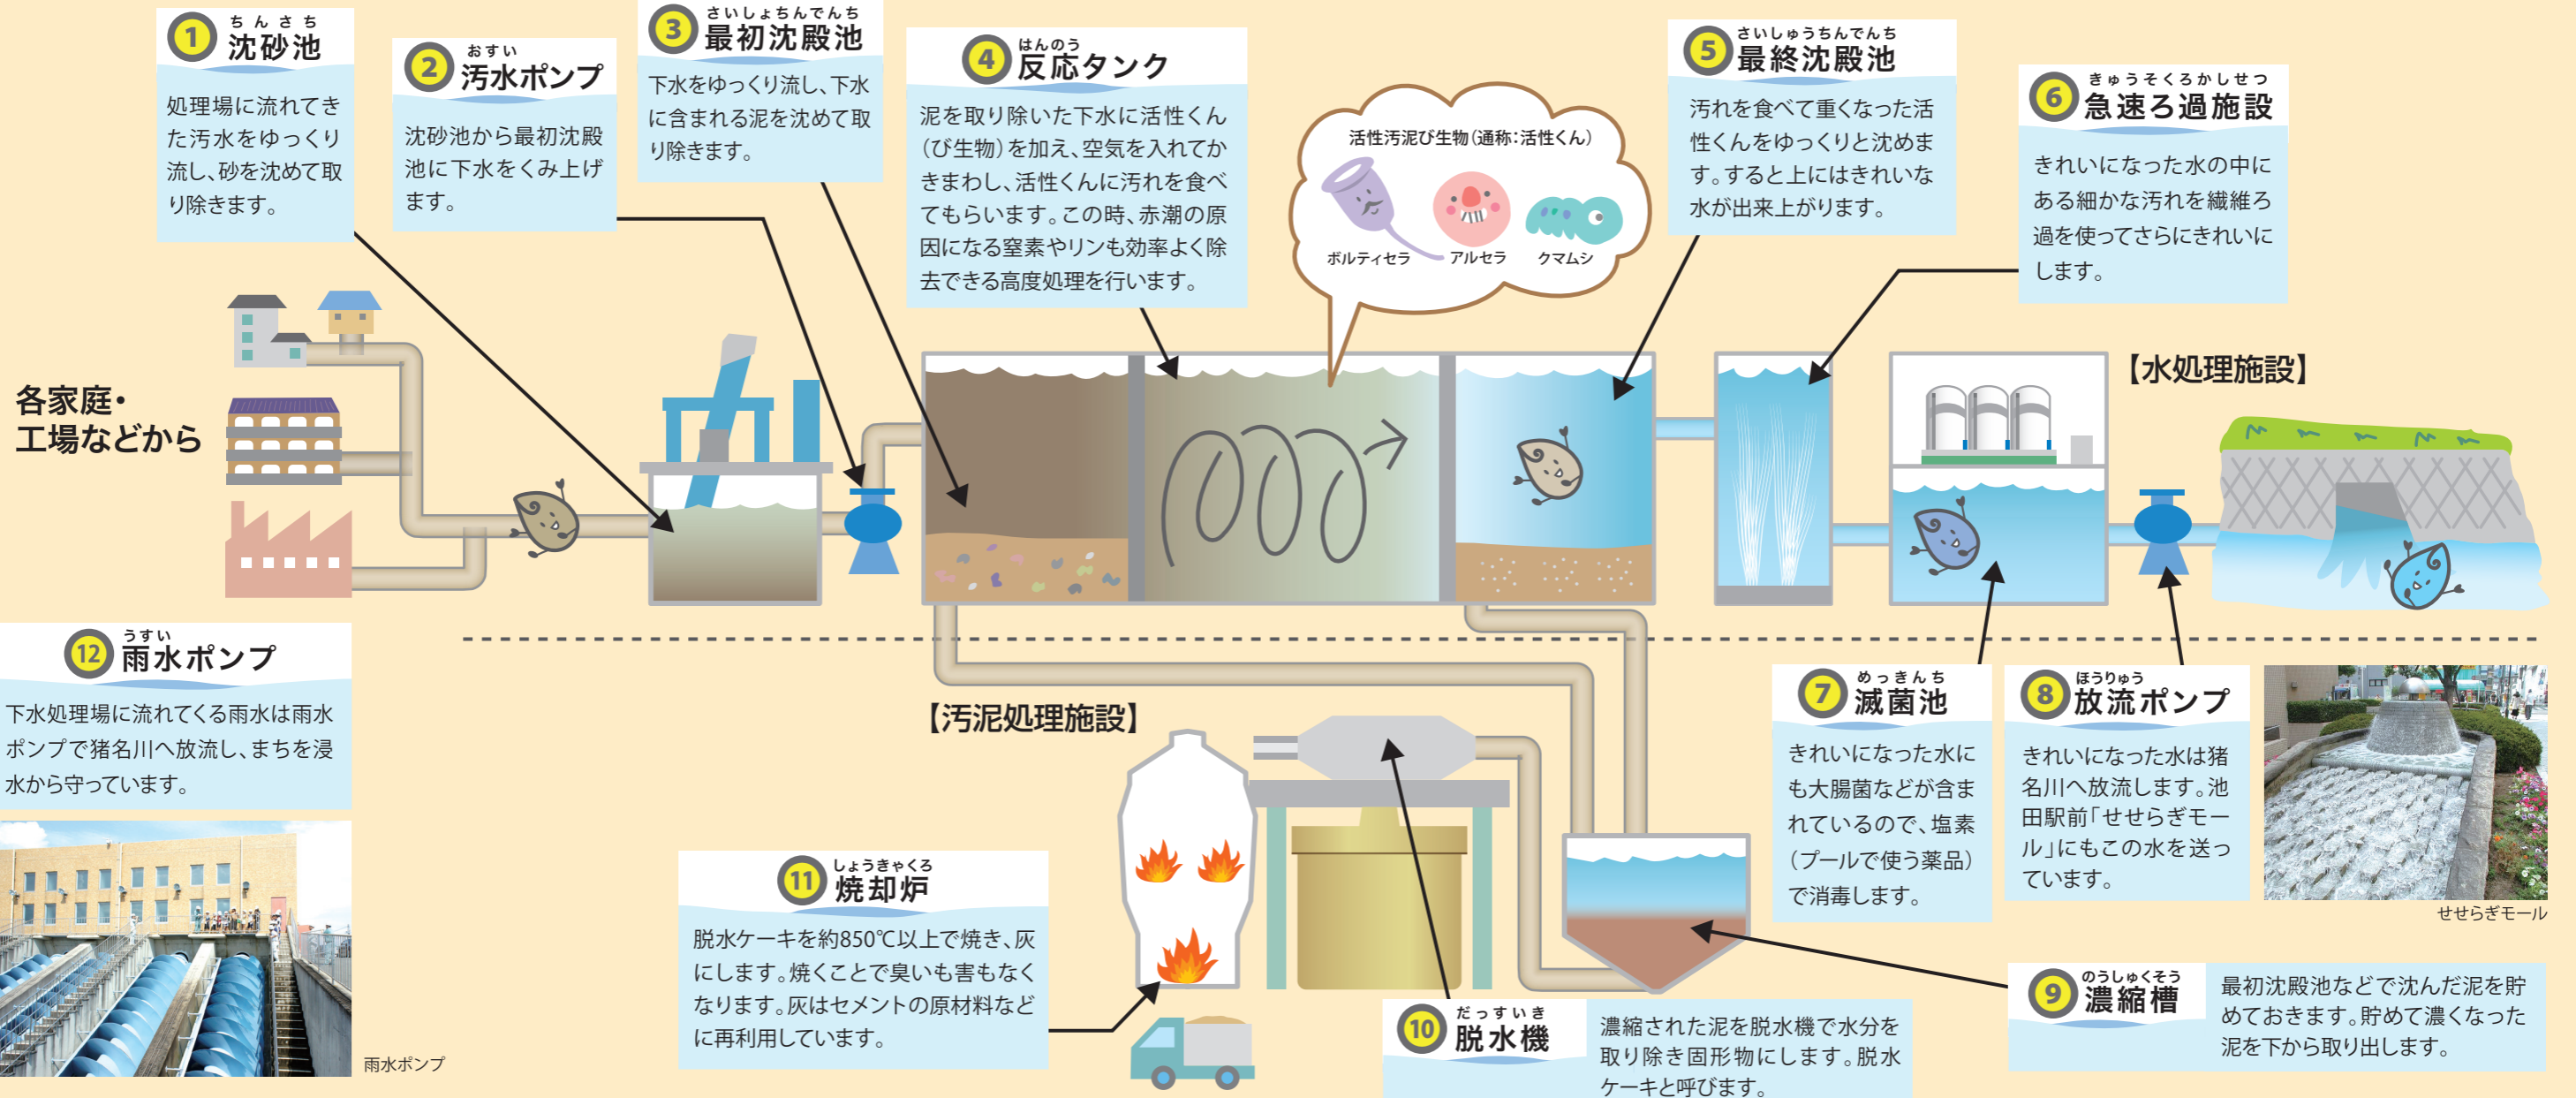 ちんさち
1 沈砂池
処理場に流れてき
た汚水をゆっくり
流し、砂を沈めて取
り除きます。
おすい
2 汚水ポンプ
沈砂池から最初沈殿
池に下水をくみ上げ
ます。
さいしょちんでんち
3 最初沈殿池
下水をゆっくり流し、下水
に含まれる泥を沈めて取
り除きます。
はんのう
4 反応タンク
泥を取り除いた下水に活性くん
（び生物）を加え、空気を入れてか
きまわし、活性くんに汚れを食べ
てもらいます。この時、赤潮の原
因になる窒素やリンも効率よく除
去できる高度処理を行います。
活性汚泥び生物（通称：活性くん）
ボルティセラ
アルセラ
クマムシ
さいしゅうちんでんち
5 最終沈殿池
汚れを食べて重くなった活
性くんをゆっくりと沈めま
す。すると上にはきれいな
水が出来上がります。
きゅうそくろかしせつ
6 急速ろ過施設
きれいになった水の中に
ある細かな汚れを繊維ろ
過を使ってさらにきれいに
します。
各家庭・
工場などから
【水処理施設】
うすい
12 雨水ポンプ
下水処理場に流れてくる雨水は雨水
ポンプで猪名川へ放流し、まちを浸
水から守っています。
雨水ポンプ
【汚泥処理施設】
めっきんち
7 滅菌池
きれいになった水に
も大腸菌などが含ま
れているので、塩素
（プールで使う薬品）
で消毒します。
ほうりゅう
8 放流ポンプ
きれいになった水は猪
名川へ放流します。池
田駅前「せせらぎモー
ル」にもこの水を送っ
ています。
せせらぎモール
しょうきゃくろ
11 焼却炉
脱水ケーキを約850℃以上で焼き、灰
にします。焼くことで臭いも害もなく
なります。灰はセメントの原材料など
に再利用しています。
だっすいき
10 脱水機
濃縮された泥を脱水機で水分を
取り除き固形物にします。脱水
ケーキと呼びます。
のうしゅくそう
9 濃縮槽
最初沈殿池などで沈んだ泥を貯
めておきます。貯めて濃くなった
泥を下から取り出します。